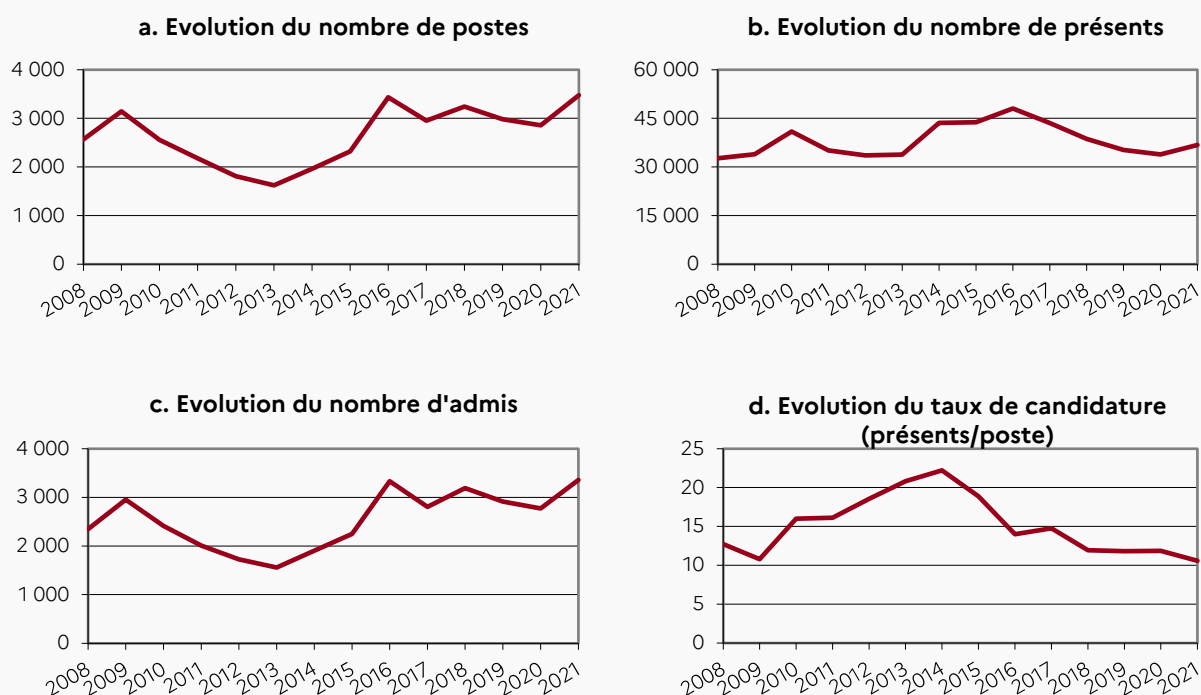 a. Evolution du nombre de postes
4 000
3 000
2 000
1 000
0
2008 2009 2010 2011 2012 2013 2014 2015 2016 2017 2018 2019 2020 2021
b. Evolution du nombre de présents
60 000
45 000
30 000
15 000
0
2008 2009 2010 2011 2012 2013 2014 2015 2016 2017 2018 2019 2020 2021
c. Evolution du nombre d'admis
4 000
3 000
2 000
1 000
0
2008 2009 2010 2011 2012 2013 2014 2015 2016 2017 2018 2019 2020 2021
d. Evolution du taux de candidature
(présents/poste)
25
20
15
10
5
0
2008 2009 2010 2011 2012 2013 2014 2015 2016 2017 2018 2019 2020 2021